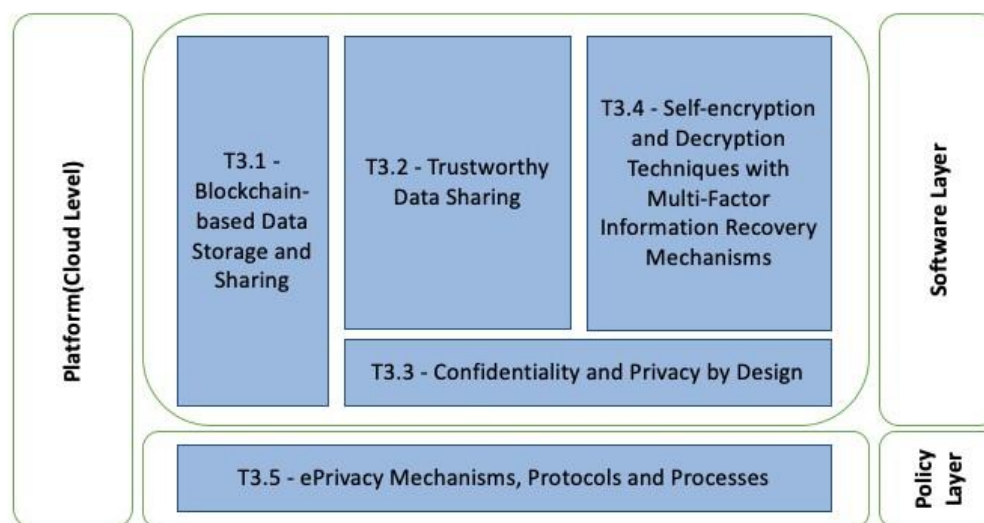 Platform(Cloud Level)
T3.1 -
Blockchain-
based Data
Storage and
Sharing
T3.2 - Trustworthy
Data Sharing
T3.4 - Self-encryption
and Decryption
Techniques with
Multi-Factor
Information Recovery
Mechanisms
T3.3 - Confidentiality and Privacy by Design
Software Layer
T3.5 - ePrivacy Mechanisms, Protocols and Processes
Policy
Layer